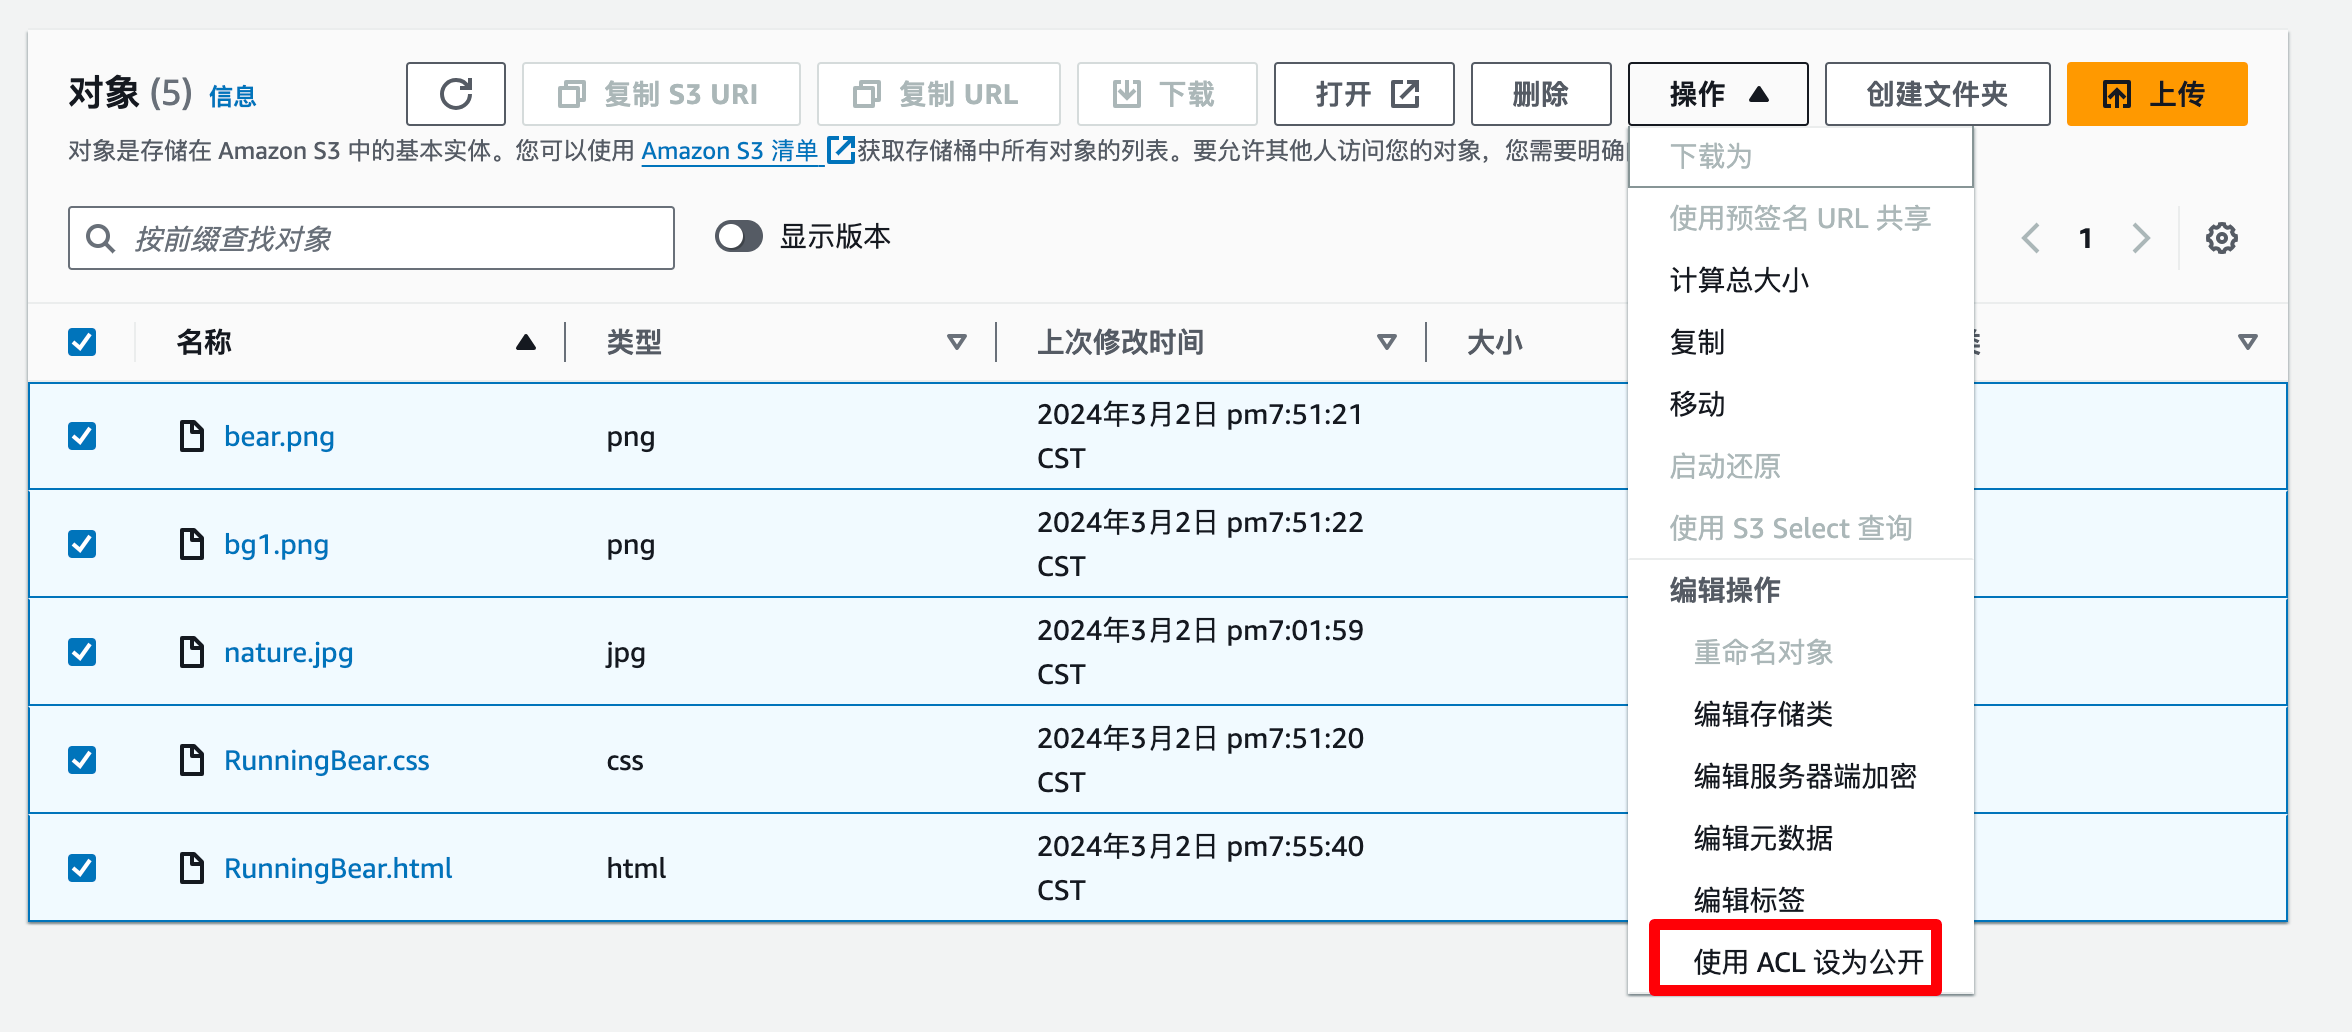 对象 (5) 信息 复制 S3 URI 复制 URL 下载 打开 删除 操作 创建文件夹 上传
对象是存储在 Amazon S3 中的基本实体。您可以使用 Amazon S3 清单 获取存储桶中所有对象的列表。要允许其他人访问您的对象，您需要明确
按前缀查找对象 显示版本 1
名称 类型 上次修改时间 大小
bear.png png 2024年3月2日 pm7:51:21
CST
bg1.png png 2024年3月2日 pm7:51:22
CST
nature.jpg jpg 2024年3月2日 pm7:01:59
CST
RunningBear.css css 2024年3月2日 pm7:51:20
CST
RunningBear.html html 2024年3月2日 pm7:55:40
CST
下载为
使用预签名 URL 共享
计算总大小
复制
移动
启动还原
使用 S3 Select 查询
编辑操作
重命名对象
编辑存储类
编辑服务器端加密
编辑元数据
编辑标签
使用 ACL 设为公开